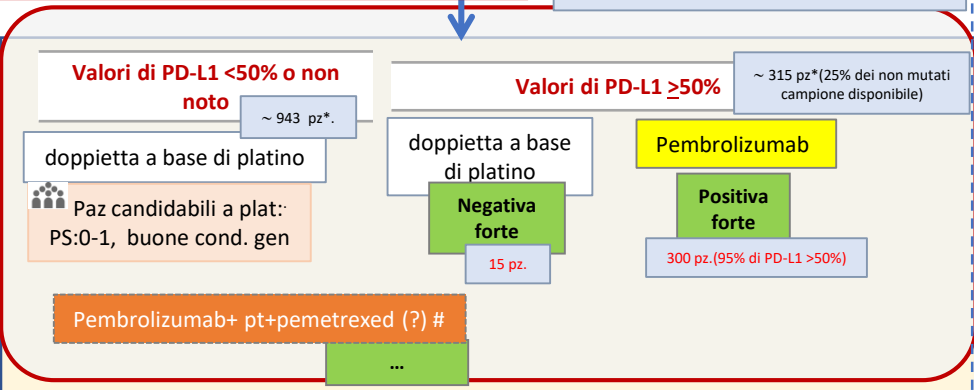 Valori di PD-L1 <50% o non
noto
~ 943 pz*.
doppietta a base di platino
Paz candidabili a plat:
PS:0-1, buone cond. gen
Valori di PD-L1 >50%
~ 315 pz*(25% dei non mutati
campione disponibile)
doppietta a base
di platino
Negativa
forte
15 pz.
Pembrolizumab
Positiva
forte
300 pz.(95% di PD-L1 >50%)
Pembrolizumab+ pt+pemetrexed (?) #
...